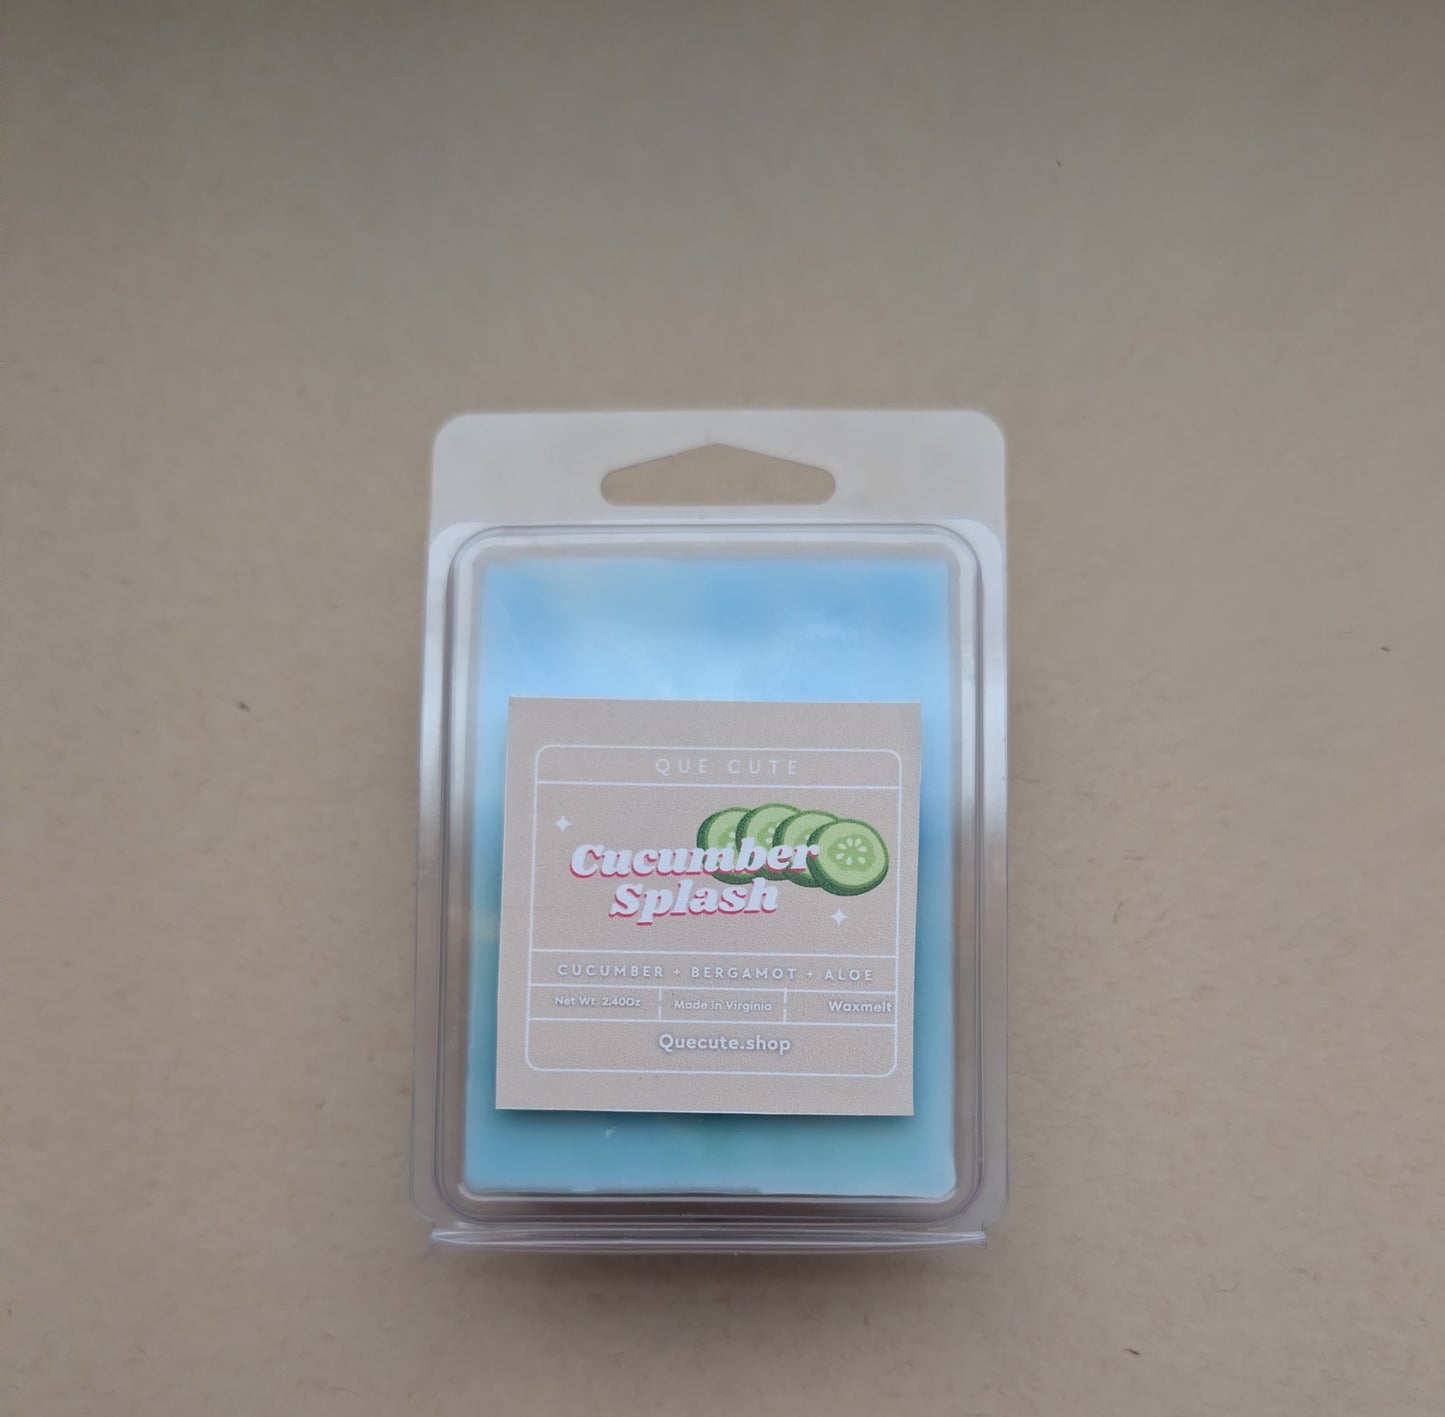 QUE CUTE
Cucumber
Splash
CUCUMBER + BERGAMOT + ALOE
Net Wt. 2.40Oz
Made in Virginia
Waxmelt
Quecute.shop